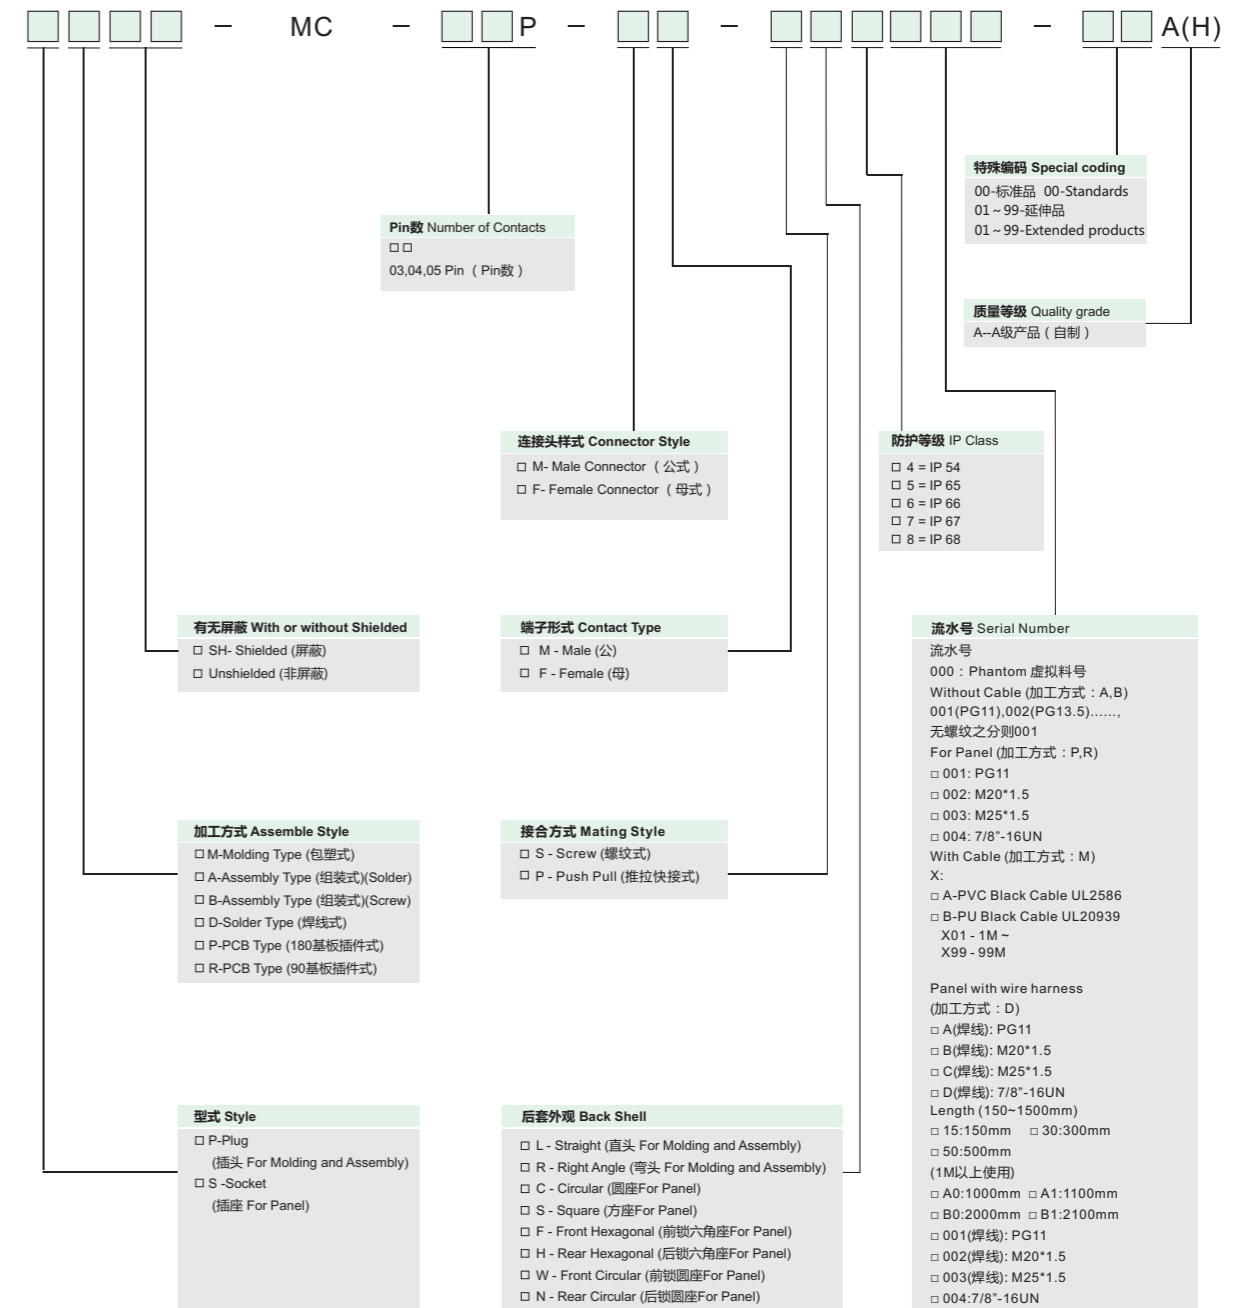 — MC — P — — — A(H)
特殊编码 Special coding
00-标准品 00-Standards
01~99-延伸品
01~99-Extended products
Pin数 Number of Contacts
□ □
03,04,05 Pin（Pin数）
质量等级 Quality grade
A--A级产品（自制）
连接头样式 Connector Style
□ M- Male Connector（公式）
□ F- Female Connector（母式）
防护等级 IP Class
□ 4 = IP 54
□ 5 = IP 65
□ 6 = IP 66
□ 7 = IP 67
□ 8 = IP 68
有无屏蔽 With or without Shielded
□ SH- Shielded (屏蔽)
□ Unshielded (非屏蔽)
端子形式 Contact Type
□ M - Male (公)
□ F - Female (母)
加工方式 Assemble Style
□ M-Molding Type (包塑式)
□ A-Assembly Type (组装式)(Solder)
□ B-Assembly Type (组装式)(Screw)
□ D-Solder Type (焊线式)
□ P-PCB Type (180基板插件式)
□ R-PCB Type (90基板插件式)
接合方式 Mating Style
□ S - Screw (螺纹式)
□ P - Push Pull (推拉快接式)
型式 Style
□ P-Plug
(插头 For Molding and Assembly)
□ S -Socket
(插座 For Panel)
后套外观 Back Shell
□ L - Straight (直头 For Molding and Assembly)
□ R - Right Angle (弯头 For Molding and Assembly)
□ C - Circular (圆座For Panel)
□ S - Square (方座For Panel)
□ F - Front Hexagonal (前锁六角座For Panel)
□ H - Rear Hexagonal (后锁六角座For Panel)
□ W - Front Circular (前锁圆座For Panel)
□ N - Rear Circular (后锁圆座For Panel)
流水号 Serial Number
流水号
000：Phantom 虚拟料号
Without Cable (加工方式：A,B)
001(PG11),002(PG13.5)......,
无螺纹之分则001
For Panel (加工方式：P,R)
□ 001: PG11
□ 002: M20*1.5
□ 003: M25*1.5
□ 004: 7/8”-16UN
With Cable (加工方式：M)
X:
□ A-PVC Black Cable UL2586
□ B-PU Black Cable UL20939
X01 - 1M ~
X99 - 99M
Panel with wire harness
(加工方式：D)
□ A(焊线): PG11
□ B(焊线): M20*1.5
□ C(焊线): M25*1.5
□ D(焊线): 7/8”-16UN
Length (150~1500mm)
□ 15:150mm □ 30:300mm
□ 50:500mm
(1M以上使用)
□ A0:1000mm □ A1:1100mm
□ B0:2000mm □ B1:2100mm
□ 001(焊线): PG11
□ 002(焊线): M20*1.5
□ 003(焊线): M25*1.5
□ 004:7/8”-16UN